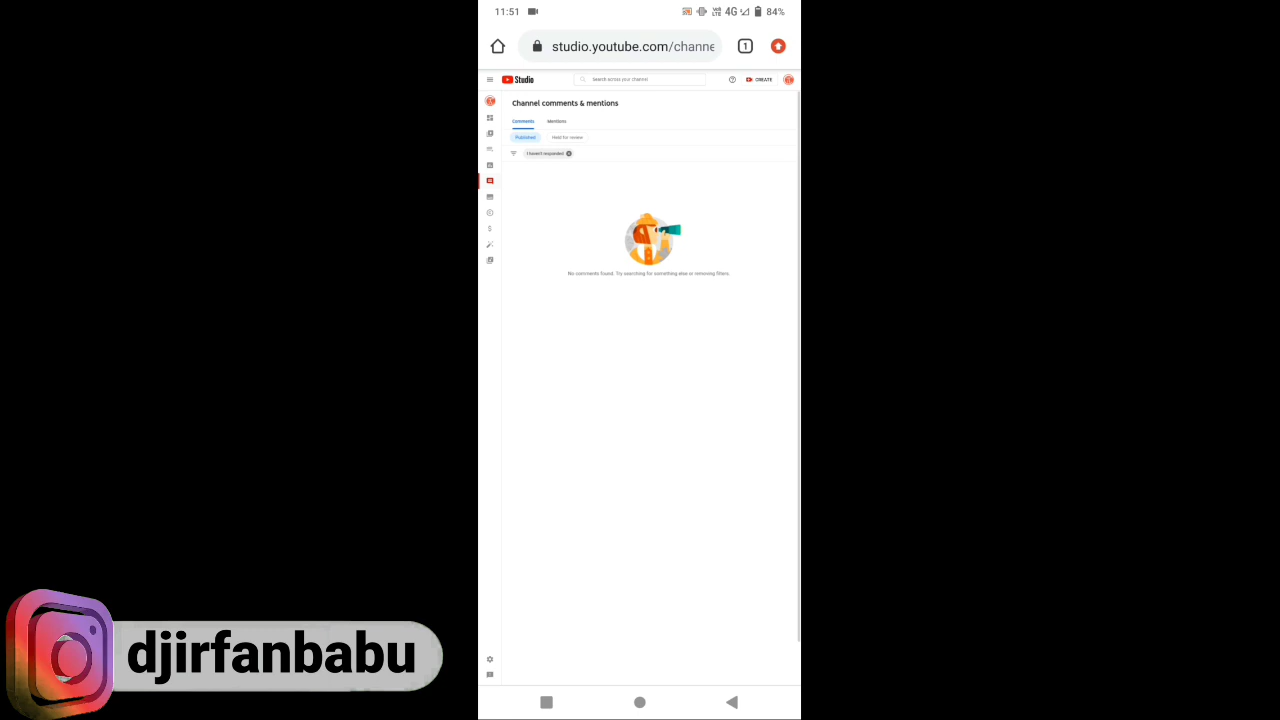 11:51
4G
84%
studio.youtube.com/channe
1
Studio
Search across your channel
CREATE
Channel comments & mentions
Comments Mentions
Published Held for review
I haven't responded
No comments found. Try searching for something else or removing filters.
djirfanbabu